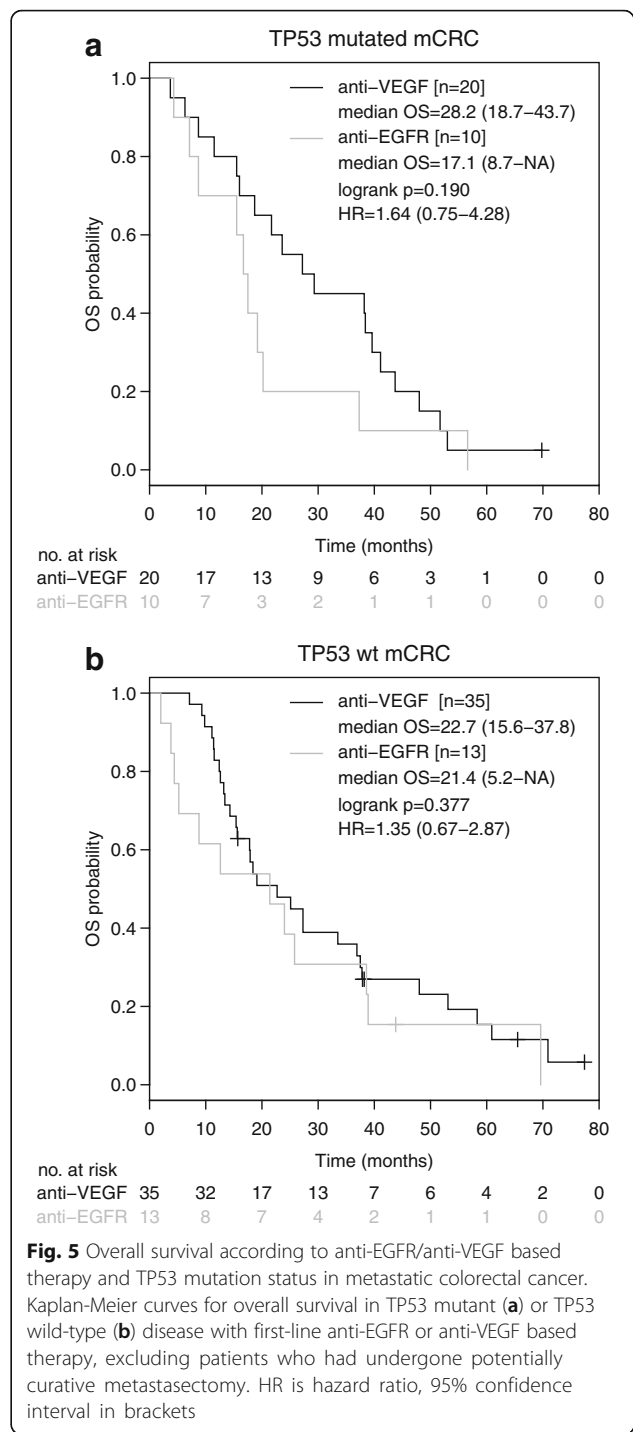 a
TP53 mutated mCRC
anti−VEGF [n=20]
median OS=28.2 (18.7−43.7)
anti−EGFR [n=10]
median OS=17.1 (8.7−NA)
logrank p=0.190
HR=1.64 (0.75−4.28)
OS probability
1.0
0.8
0.6
0.4
0.2
0.0
0 10 20 30 40 50 60 70 80
Time (months)
no. at risk
anti−VEGF 20 17 13 9 6 3 1 0 0
anti−EGFR 10 7 3 2 1 1 0 0 0
b
TP53 wt mCRC
anti−VEGF [n=35]
median OS=22.7 (15.6−37.8)
anti−EGFR [n=13]
median OS=21.4 (5.2−NA)
logrank p=0.377
HR=1.35 (0.67−2.87)
OS probability
1.0
0.8
0.6
0.4
0.2
0.0
0 10 20 30 40 50 60 70 80
Time (months)
no. at risk
anti−VEGF 35 32 17 13 7 6 4 2 0
anti−EGFR 13 8 7 4 2 1 1 0 0
Fig. 5 Overall survival according to anti-EGFR/anti-VEGF based
therapy and TP53 mutation status in metastatic colorectal cancer.
Kaplan-Meier curves for overall survival in TP53 mutant (a) or TP53
wild-type (b) disease with first-line anti-EGFR or anti-VEGF based
therapy, excluding patients who had undergone potentially
curative metastasectomy. HR is hazard ratio, 95% confidence
interval in brackets